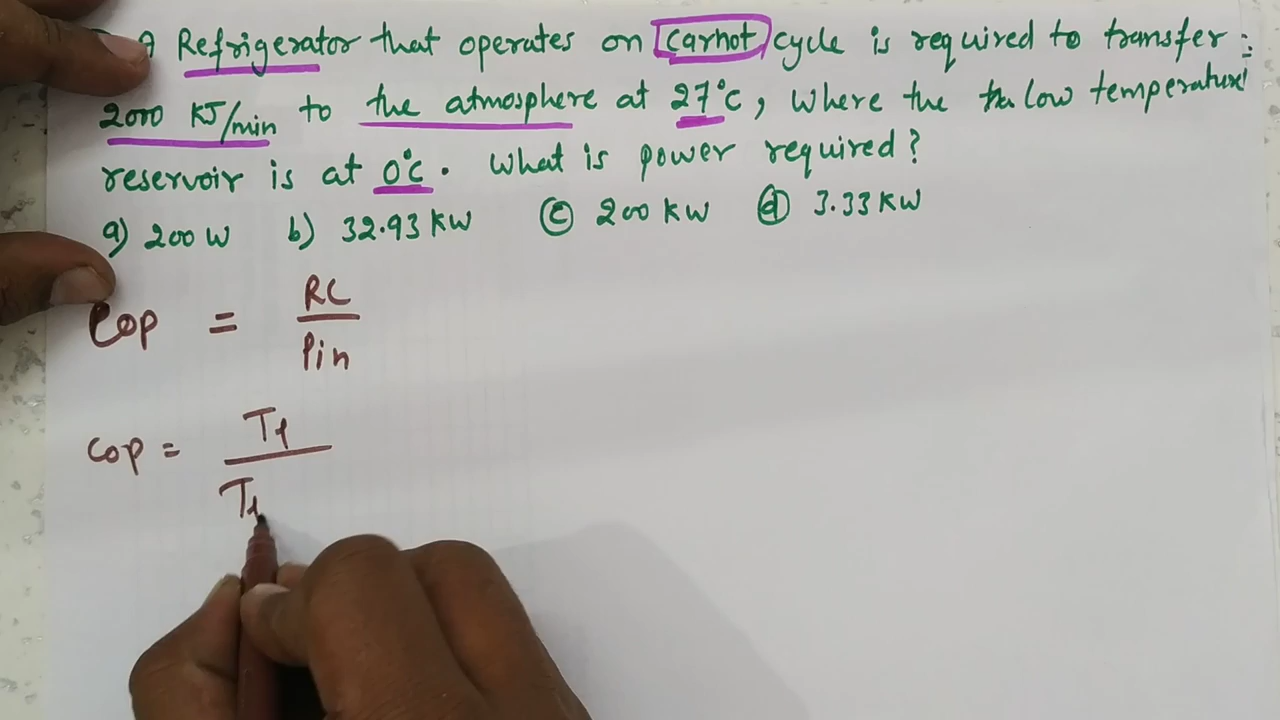 A Refrigerator that operates on Carnot cycle is required to transfer
2000 KJ/min to the atmosphere at 27°C, where the the low temperature
reservoir is at 0°C. What is power required?
a) 200 W b) 32.93 KW c) 200 KW d) 3.33 KW
Cop = RC
Pin
Cop = T1
T1